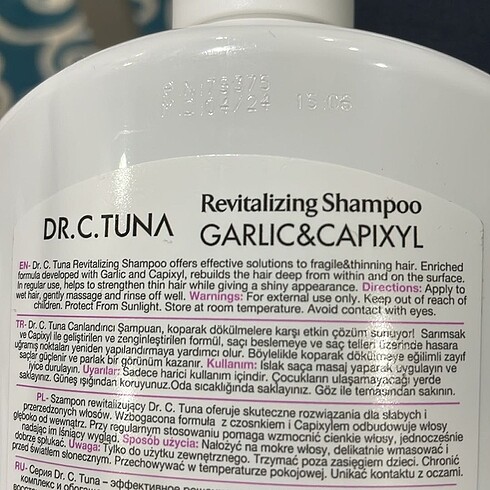 15:06
DR.C.TUNA
Revitalizing Shampoo
GARLIC&CAPIXYL
EN- Dr. C. Tuna Revitalizing Shampoo offers effective solutions to fragile&thinning hair. Enriched
formula developed with Garlic and Capixyl, rebuilds the hair deep from within and on the surface.
In regular use, helps to strengthen thin hair while giving a shiny appearance. Directions: Apply to
wet hair, gently massage and rinse off well. Warnings: For external use only. Keep out of reach of
children. Protect From Sunlight. Store at room temperature. Avoid contact with eyes.
TR- Dr. C. Tuna Canlandırıcı Şampuan, koparak dökülmelere karşı etkin çözüm sunuyor! Sarımsak
ve Capixyl ile geliştirilen ve zenginleştirilen formül, saçı beslemeye ve saç telleri üzerinde hasara
uğramış noktaları yeniden yapılandırmaya yardımcı olur. Böylelikle koparak dökülmeye eğilimli zayıf
saçlar güçlenir ve parlak bir görünüm kazanır. Kullanım: Islak saça masaj yaparak uygulayın ve
iyice durulayın. Uyarılar: Sadece harici kullanım içindir. Çocukların ulaşamayacağı yerde
saklayınız. Güneş ışığından koruyunuz.Oda sıcaklığında saklayınız. Göz ile temasından sakının.
PL- Szampon rewitalizujący Dr. C. Tuna oferuje skuteczne rozwiązania dla słabych i
przerzedzonych włosów. Wzbogacona formuła z czosnkiem i Capixylem odbudowuje włosy
głęboko od wewnątrz. Przy regularnym stosowaniu pomaga wzmocnić cienkie włosy, jednocześnie
nadając im lśniący wygląd. Sposób użycia: Nałożyć na mokre włosy, delikatnie wmasować i
dobrze spłukać. Uwaga: Tylko do użytku zewnętrznego. Trzymać poza zasięgiem dzieci. Chronić
przed światłem słonecznym. Przechowywać w temperaturze pokojowej. Unikać kontaktu z oczami.
RU- Серия Dr. C. Tuna – эффективное